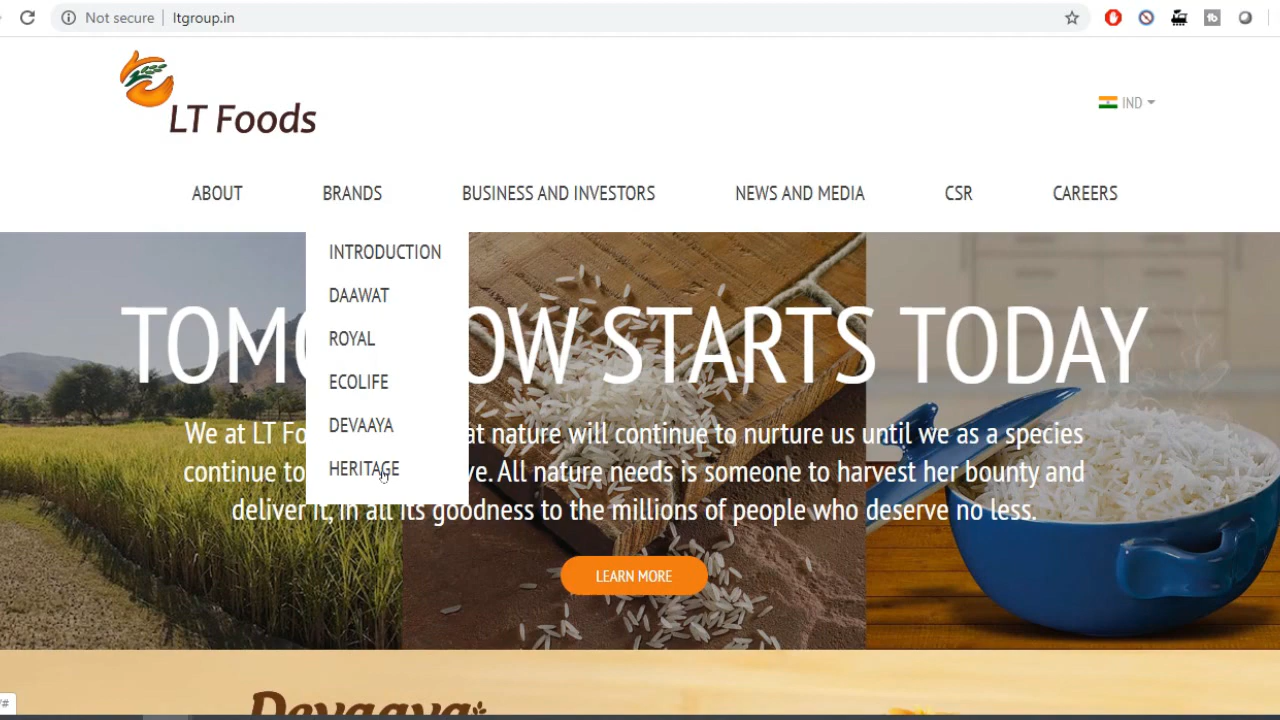 Not secure | ltgroup.in
LT Foods
IND
ABOUT BRANDS BUSINESS AND INVESTORS NEWS AND MEDIA CSR CAREERS
INTRODUCTION
DAAWAT
ROYAL
ECOLIFE
DEVAAYA
HERITAGE
TOMO OW STARTS TODAY
We at LT Fo at nature will continue to nurture us until we as a species
continue to ve. All nature needs is someone to harvest her bounty and
deliver it, in all its goodness to the millions of people who deserve no less.
LEARN MORE
Devaaya